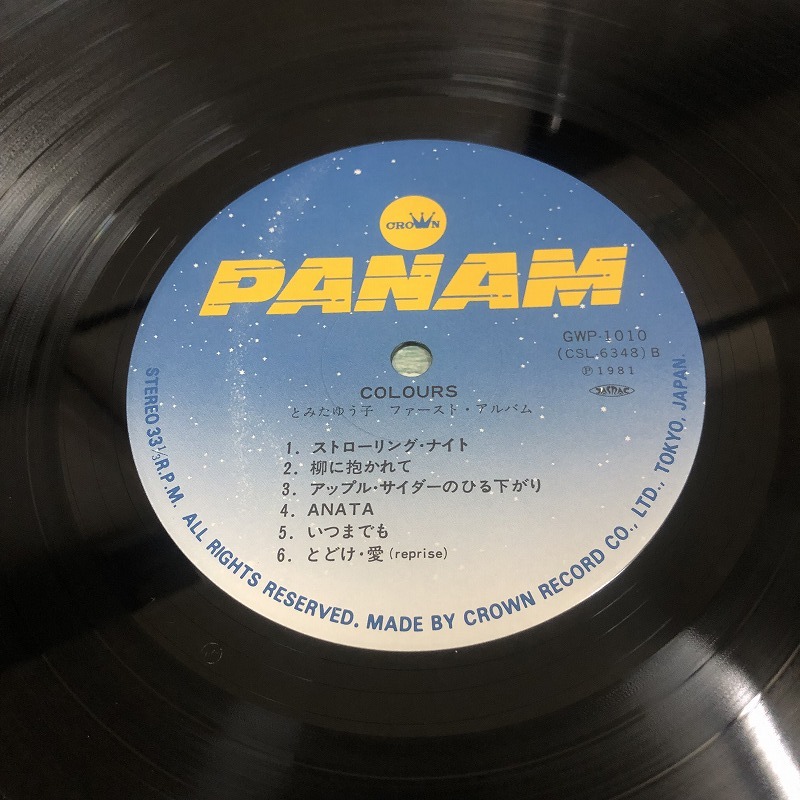 CROWN
PANAM
GWP-1010
(CSL-6348) B
Ⓟ1981
JASRAC
COLOURS
とみたゆう子 ファースト・アルバム
1. ストローリング・ナイト
2. 柳に抱かれて
3. アップル・サイダーのひる下がり
4. ANATA
5. いつまでも
6. とどけ・愛 (reprise)
STEREO 33⅓ R.P.M. ALL RIGHTS RESERVED. MADE BY CROWN RECORD CO., LTD., TOKYO, JAPAN.